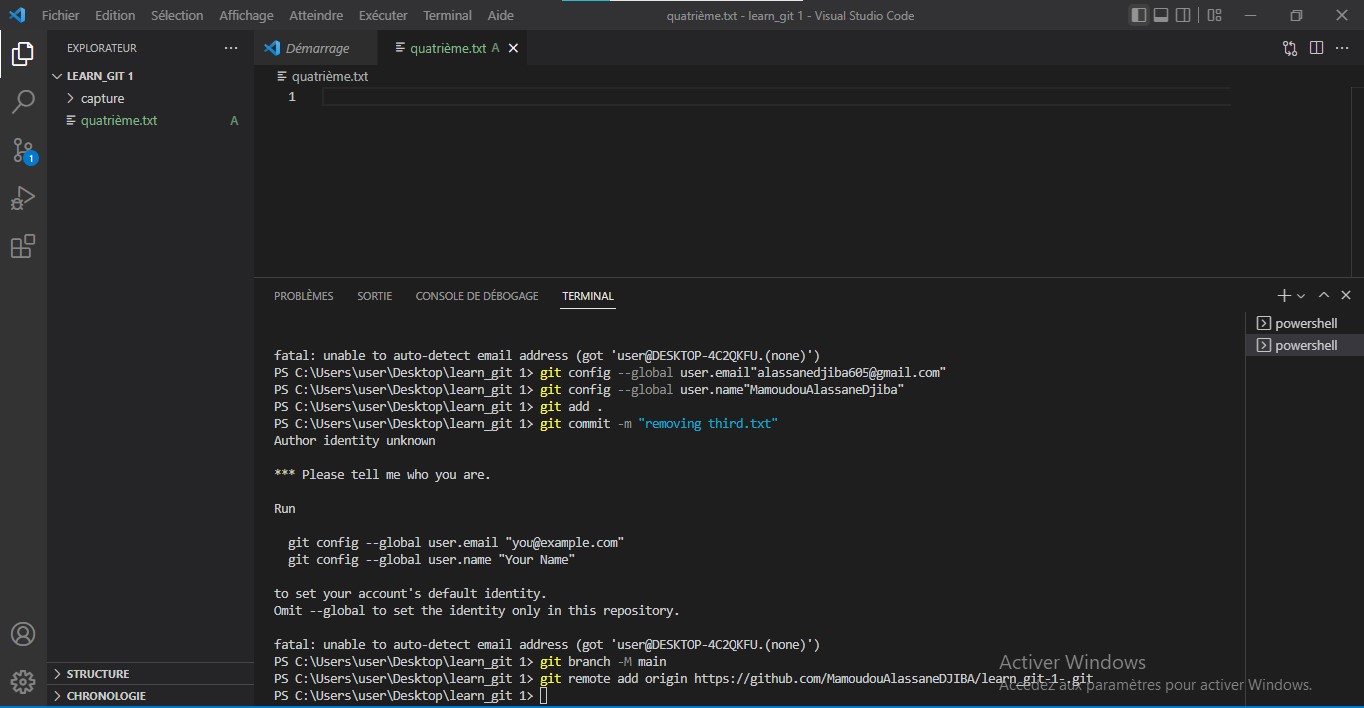 Fichier Edition Sélection Affichage Atteindre Exécuter Terminal Aide quatrième.txt - learn_git 1 - Visual Studio Code
EXPLORATEUR
Démarrage
quatrième.txt A
LEARN_GIT 1
quatrième.txt
capture
1
quatrième.txt A
1
PROBLÈMES SORTIE CONSOLE DE DÉBOGAGE TERMINAL
powershell
powershell
fatal: unable to auto-detect email address (got 'user@DESKTOP-4C2QKFU.(none)')
PS C:\Users\user\Desktop\learn_git 1> git config --global user.email"alassanedjiba605@gmail.com"
PS C:\Users\user\Desktop\learn_git 1> git config --global user.name"MamoudouAlassaneDjiba"
PS C:\Users\user\Desktop\learn_git 1> git add .
PS C:\Users\user\Desktop\learn_git 1> git commit -m "removing third.txt"
Author identity unknown
*** Please tell me who you are.
Run
git config --global user.email "you@example.com"
git config --global user.name "Your Name"
to set your account's default identity.
Omit --global to set the identity only in this repository.
fatal: unable to auto-detect email address (got 'user@DESKTOP-4C2QKFU.(none)')
PS C:\Users\user\Desktop\learn_git 1> git branch -M main
PS C:\Users\user\Desktop\learn_git 1> git remote add origin https://github.com/MamoudouAlassaneDJIBA/learn_git-1-.git
PS C:\Users\user\Desktop\learn_git 1>
STRUCTURE
CHRONOLOGIE
Activer Windows
Accédez aux paramètres pour activer Windows.